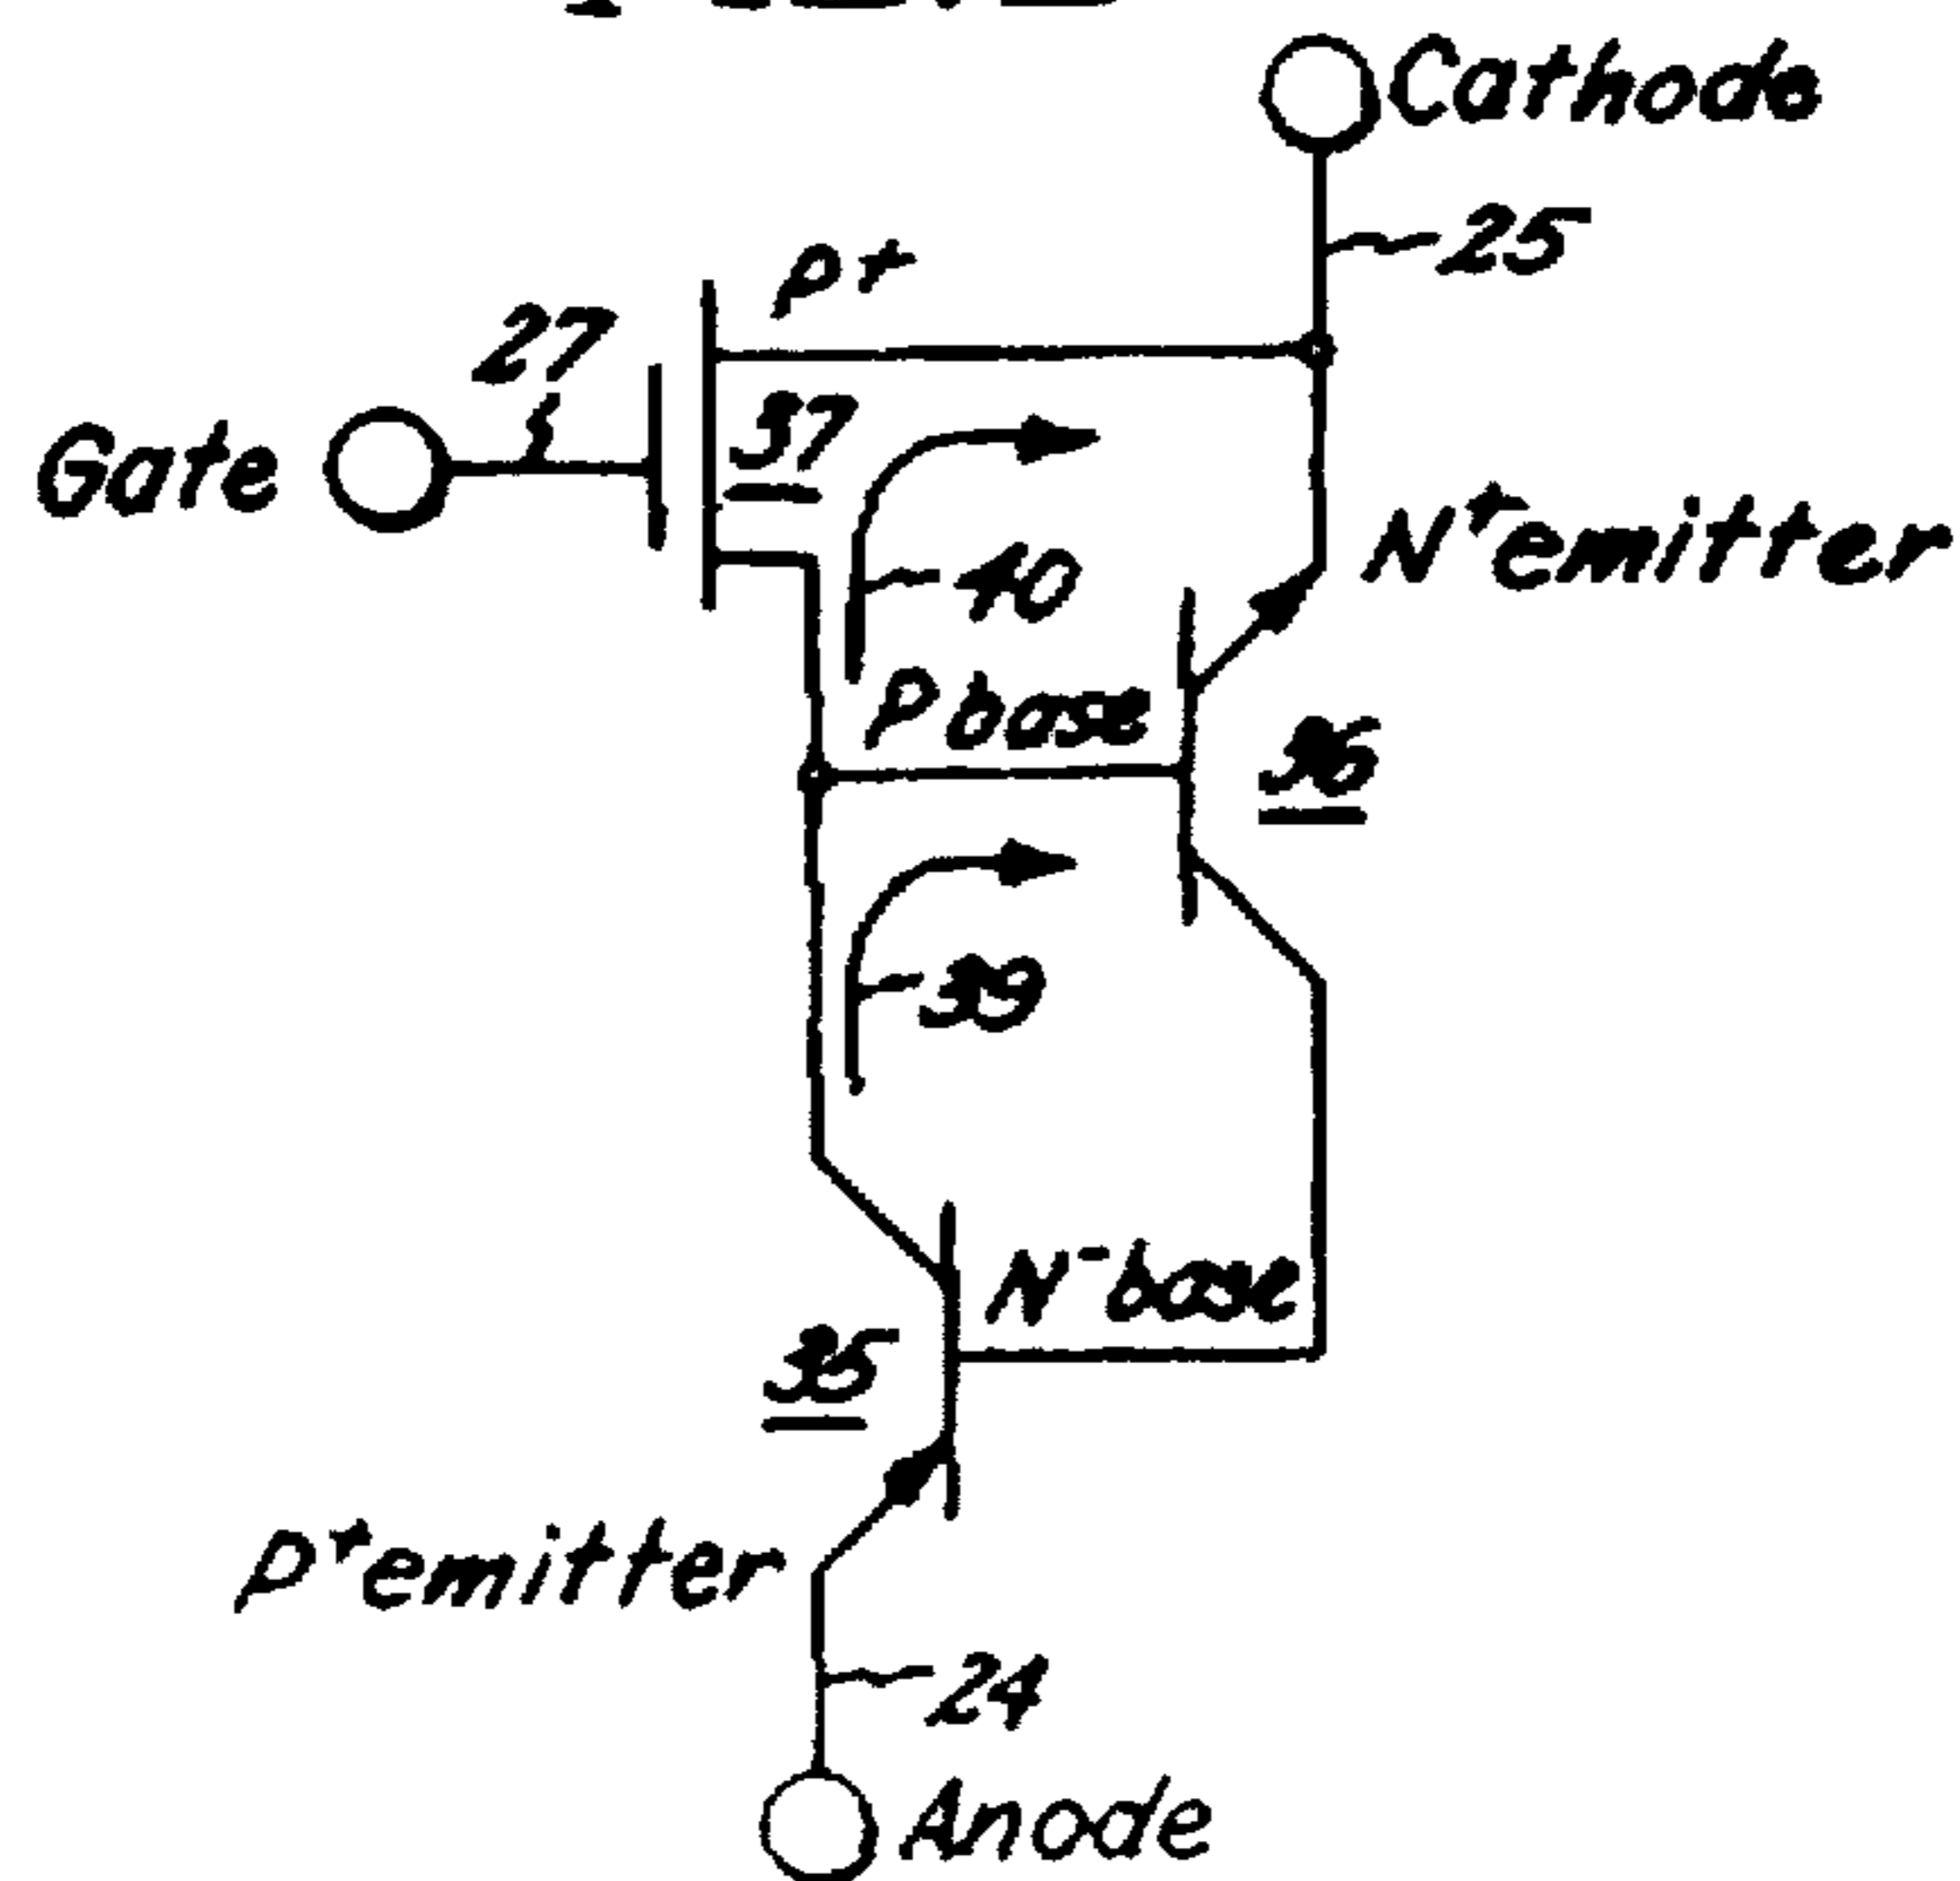 Cathode
25
P+
27
37
Gate
40
N+emitter
P base
36
39
N- base
35
P+emitter
24
Anode